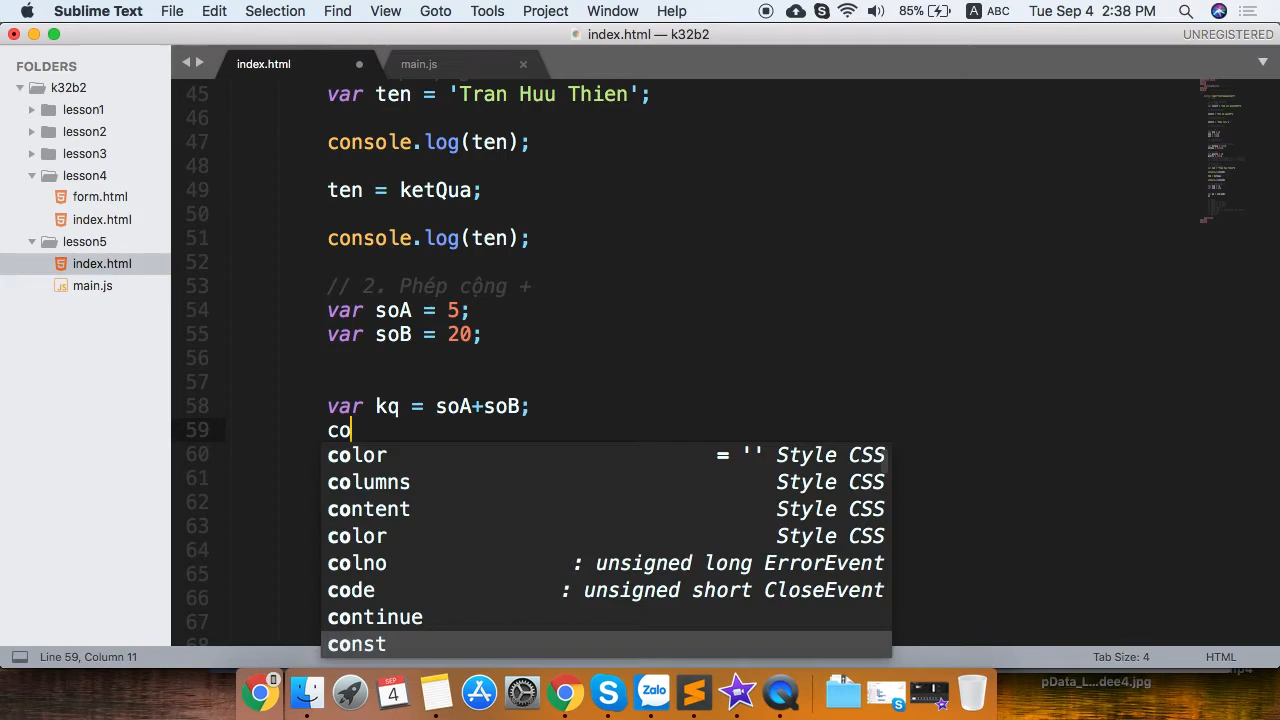 Sublime Text File Edit Selection Find View Goto Tools Project Window Help 85% A ABC Tue Sep 4 2:38 PM
index.html — k32b2 UNREGISTERED
FOLDERS
k32b2
lesson1
lesson2
lesson3
lesson4
form.html
index.html
lesson5
index.html
main.js
index.html main.js
45 var ten = 'Tran Huu Thien';
46
47 console.log(ten);
48
49 ten = ketQua;
50
51 console.log(ten);
52
53 // 2. Phép cộng +
54 var soA = 5;
55 var soB = 20;
56
57
58 var kq = soA+soB;
59 co
60 color = '' Style CSS
61 columns Style CSS
62 content Style CSS
63 color Style CSS
64 colno : unsigned long ErrorEvent
65 code : unsigned short CloseEvent
66
67 continue
68 const
Line 59, Column 11 Tab Size: 4 HTML
SEP
4
Zalo
pData_L...dee4.jpg